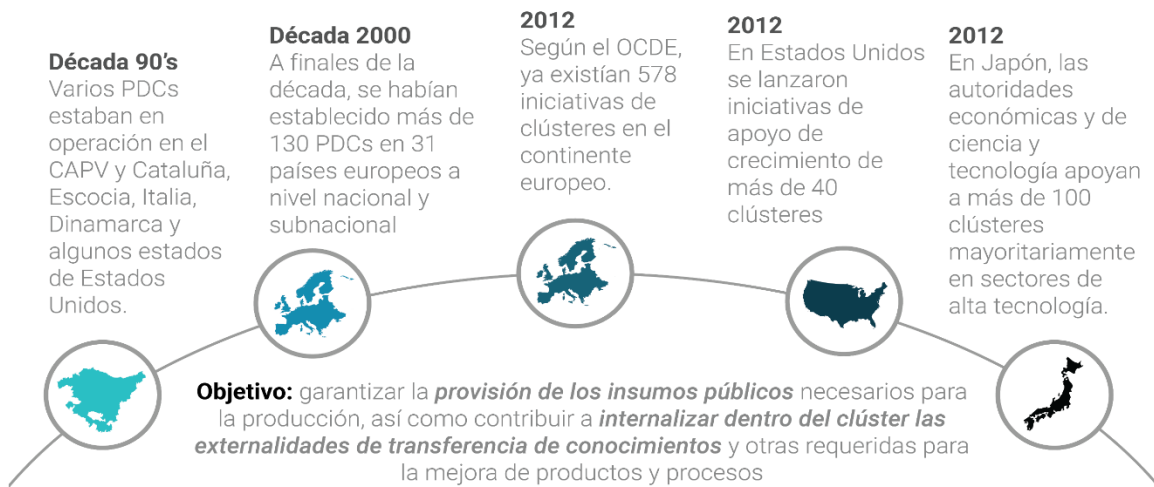 Década 90's
Varios PDCs
estaban en
operación en el
CAPV y Cataluña,
Escocia, Italia,
Dinamarca y
algunos estados
de Estados
Unidos.
Década 2000
A finales de la
década, se habían
establecido más de
130 PDCs en 31
países europeos a
nivel nacional y
subnacional
2012
Según el OCDE,
ya existían 578
iniciativas de
clústeres en el
continente
europeo.
2012
En Estados Unidos
se lanzaron
iniciativas de
apoyo de
crecimiento de
más de 40
clústeres
2012
En Japón, las
autoridades
económicas y de
ciencia y
tecnología apoyan
a más de 100
clústeres
mayoritariamente
en sectores de
alta tecnología.
Objetivo: garantizar la provisión de los insumos públicos necesarios para
la producción, así como contribuir a internalizar dentro del clúster las
externalidades de transferencia de conocimientos y otras requeridas para
la mejora de productos y procesos